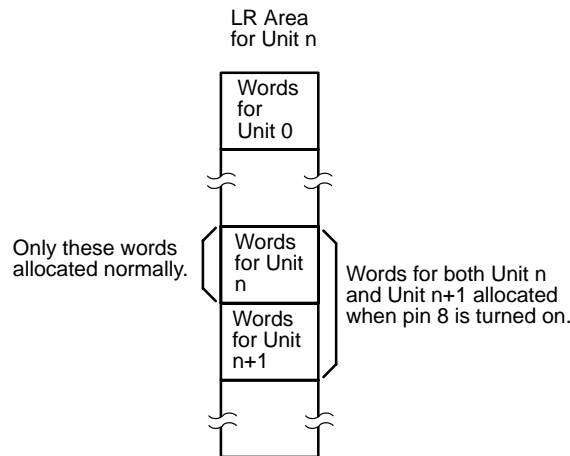 LR Area
for Unit n
Words
for
Unit 0
Only these words
allocated normally.
Words
for Unit
n
Words for both Unit n
and Unit n+1 allocated
when pin 8 is turned on.
Words
for Unit
n+1